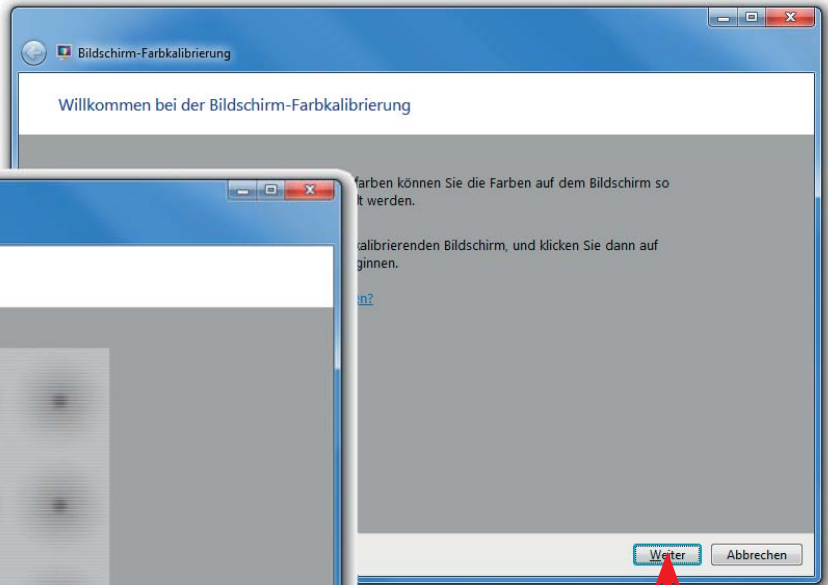 Bildschirm-Farbkalibrierung
Willkommen bei der Bildschirm-Farbkalibrierung
farben können Sie die Farben auf dem Bildschirm so
lt werden.
kalibrierenden Bildschirm, und klicken Sie dann auf
ginnen.
en?
Weiter
Abbrechen